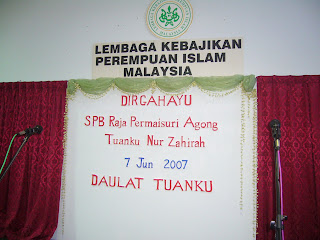 LEMBAGA KEBAJIKAN
PEREMPUAN ISLAM
MALAYSIA
DIRGAHAYU
SPB Raja Permaisuri Agong
Tuanku Nur Zahirah
7 Jun 2007
DAULAT TUANKU